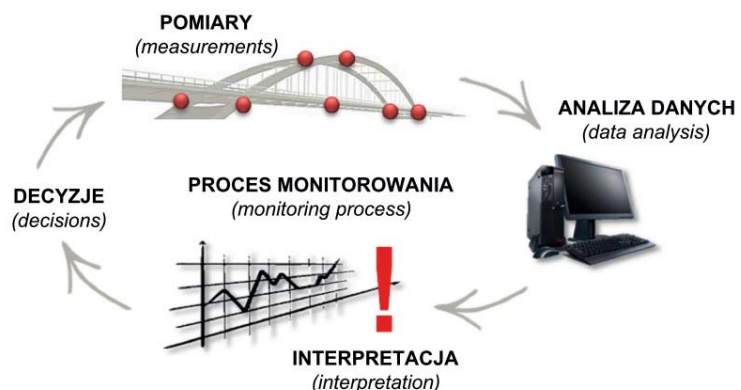 POMIARY
(measurements)
ANALIZA DANYCH
(data analysis)
PROCES MONITOROWANIA
(monitoring process)
DECYZJE
(decisions)
INTERPRETACJA
(interpretation)